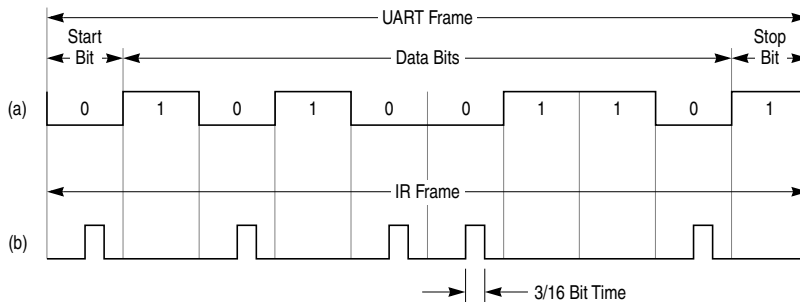 UART Frame
Start
Bit
Data Bits
Stop
Bit
(a)
0 1 0 1 0 0 1 1 0 1
IR Frame
(b)
3/16 Bit Time